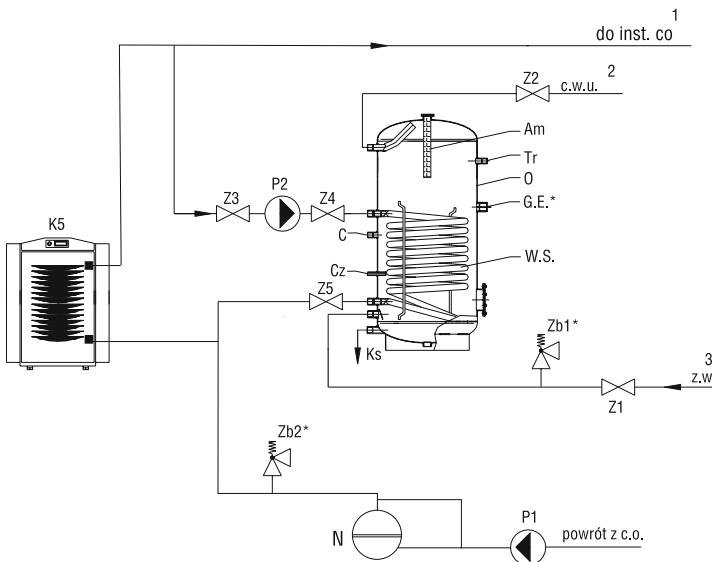 1
do inst. co
2
Z2
c.w.u.
Am
Tr
O
G.E.*
P2
Z3
Z4
K5
C
W.S.
Cz
Z5
Ks
Zb1*
3
z.w
Z1
Zb2*
P1
N
powrót z c.o.